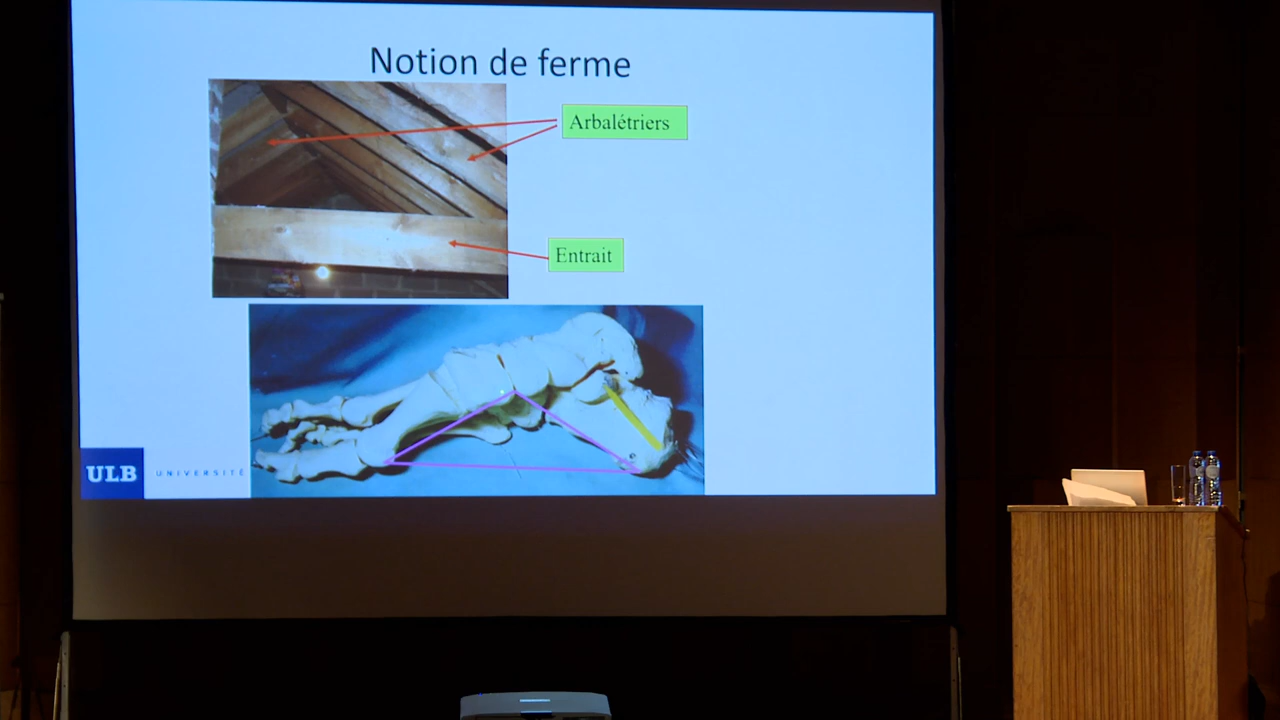 Notion de ferme
Arbalétriers
Entrait
ULB
UNIVERSITÉ